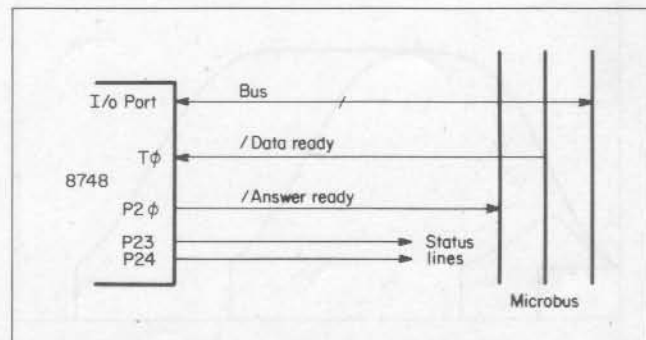 I/o Port
Bus
/
Tϕ
/Data ready
8748
P2ϕ
/Answer ready
P23
Status
P24
lines
Microbus